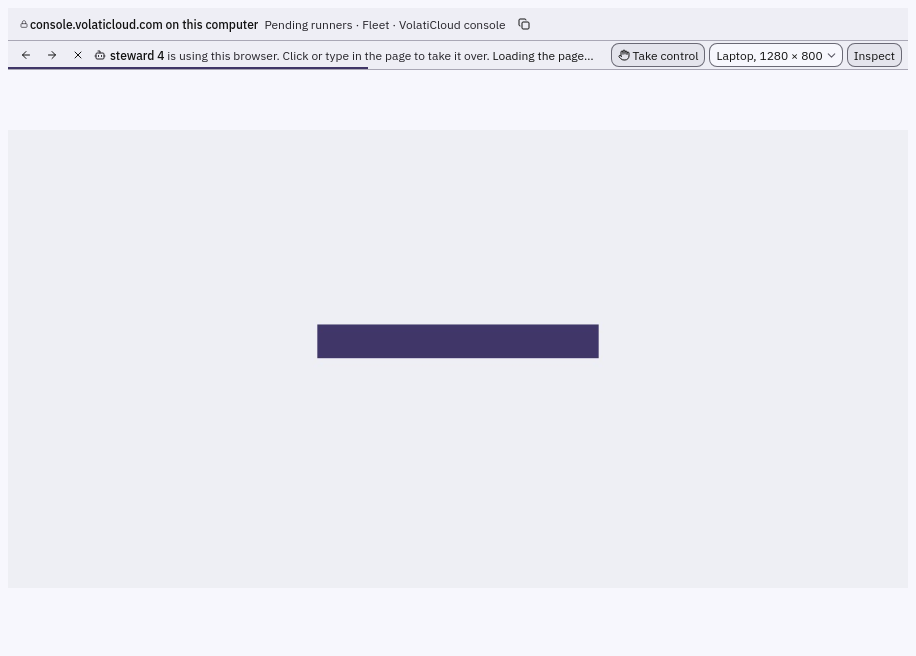 console.volaticloud.com on this computer Pending runners · Fleet · VolatiCloud console
steward 4 is using this browser. Click or type in the page to take it over. Loading the page... Take control Laptop, 1280 × 800 Inspect